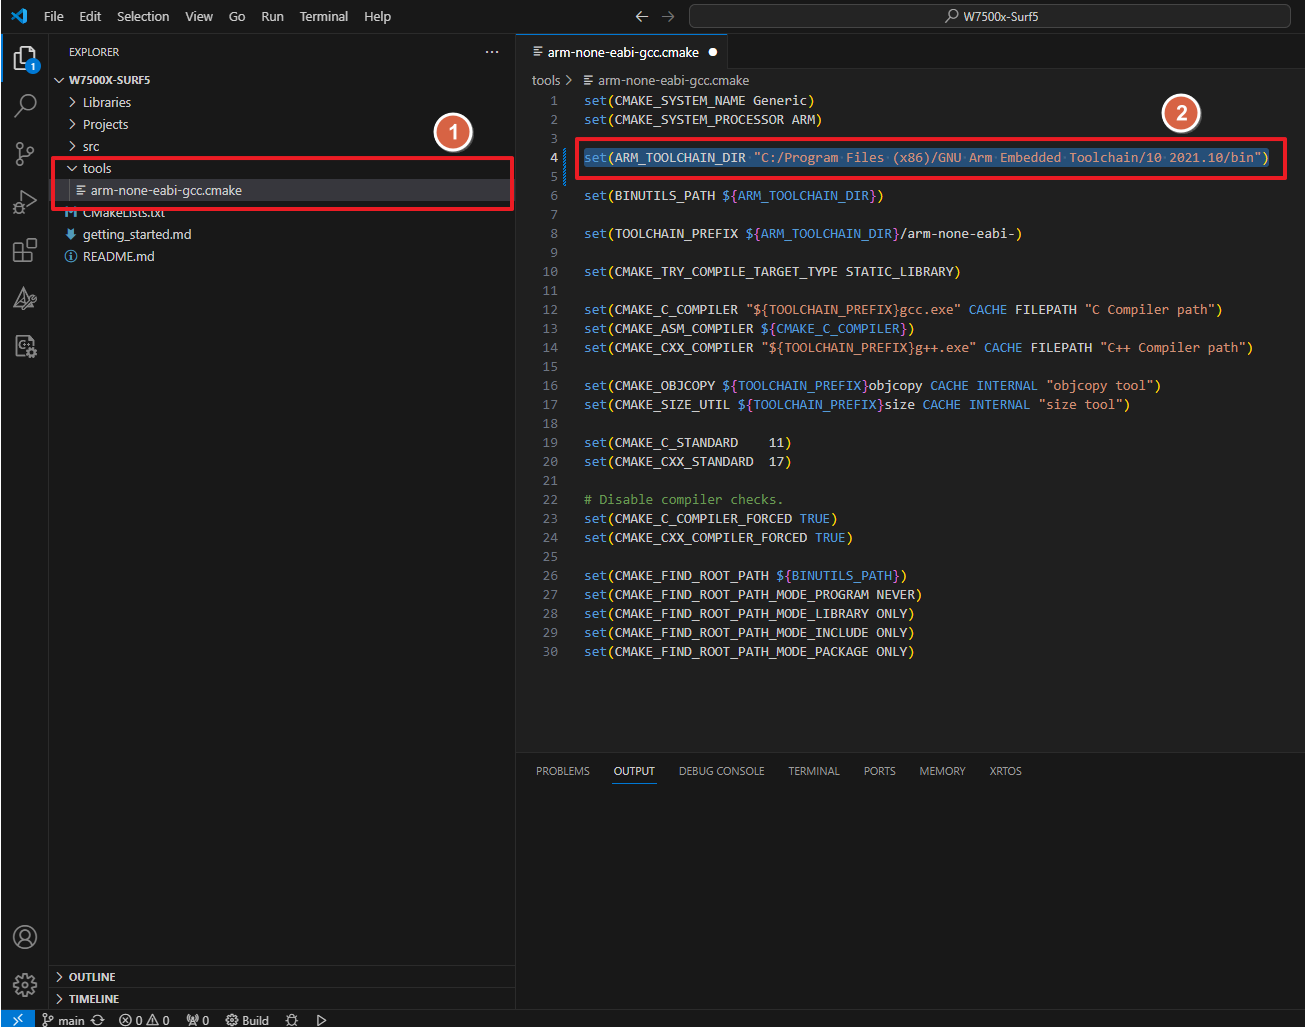 File Edit Selection View Go Run Terminal Help
W7500x-Surf5
EXPLORER
1
W7500X-SURF5
Libraries
Projects
src
tools
arm-none-eabi-gcc.cmake
CMakeLists.txt
getting_started.md
README.md
1
OUTLINE
TIMELINE
arm-none-eabi-gcc.cmake
tools > arm-none-eabi-gcc.cmake
2
1 set(CMAKE_SYSTEM_NAME Generic)
2 set(CMAKE_SYSTEM_PROCESSOR ARM)
3
4 set(ARM_TOOLCHAIN_DIR "C:/Program Files (x86)/GNU Arm Embedded Toolchain/10 2021.10/bin")
5
6 set(BINUTILS_PATH ${ARM_TOOLCHAIN_DIR})
7
8 set(TOOLCHAIN_PREFIX ${ARM_TOOLCHAIN_DIR}/arm-none-eabi-)
9
10 set(CMAKE_TRY_COMPILE_TARGET_TYPE STATIC_LIBRARY)
11
12 set(CMAKE_C_COMPILER "${TOOLCHAIN_PREFIX}gcc.exe" CACHE FILEPATH "C Compiler path")
13 set(CMAKE_ASM_COMPILER ${CMAKE_C_COMPILER})
14 set(CMAKE_CXX_COMPILER "${TOOLCHAIN_PREFIX}g++.exe" CACHE FILEPATH "C++ Compiler path")
15
16 set(CMAKE_OBJCOPY ${TOOLCHAIN_PREFIX}objcopy CACHE INTERNAL "objcopy tool")
17 set(CMAKE_SIZE_UTIL ${TOOLCHAIN_PREFIX}size CACHE INTERNAL "size tool")
18
19 set(CMAKE_C_STANDARD    11)
20 set(CMAKE_CXX_STANDARD  17)
21
22 # Disable compiler checks.
23 set(CMAKE_C_COMPILER_FORCED TRUE)
24 set(CMAKE_CXX_COMPILER_FORCED TRUE)
25
26 set(CMAKE_FIND_ROOT_PATH ${BINUTILS_PATH})
27 set(CMAKE_FIND_ROOT_PATH_MODE_PROGRAM NEVER)
28 set(CMAKE_FIND_ROOT_PATH_MODE_LIBRARY ONLY)
29 set(CMAKE_FIND_ROOT_PATH_MODE_INCLUDE ONLY)
30 set(CMAKE_FIND_ROOT_PATH_MODE_PACKAGE ONLY)
PROBLEMS OUTPUT DEBUG CONSOLE TERMINAL PORTS MEMORY XRTOS
main 0 0 0 Build